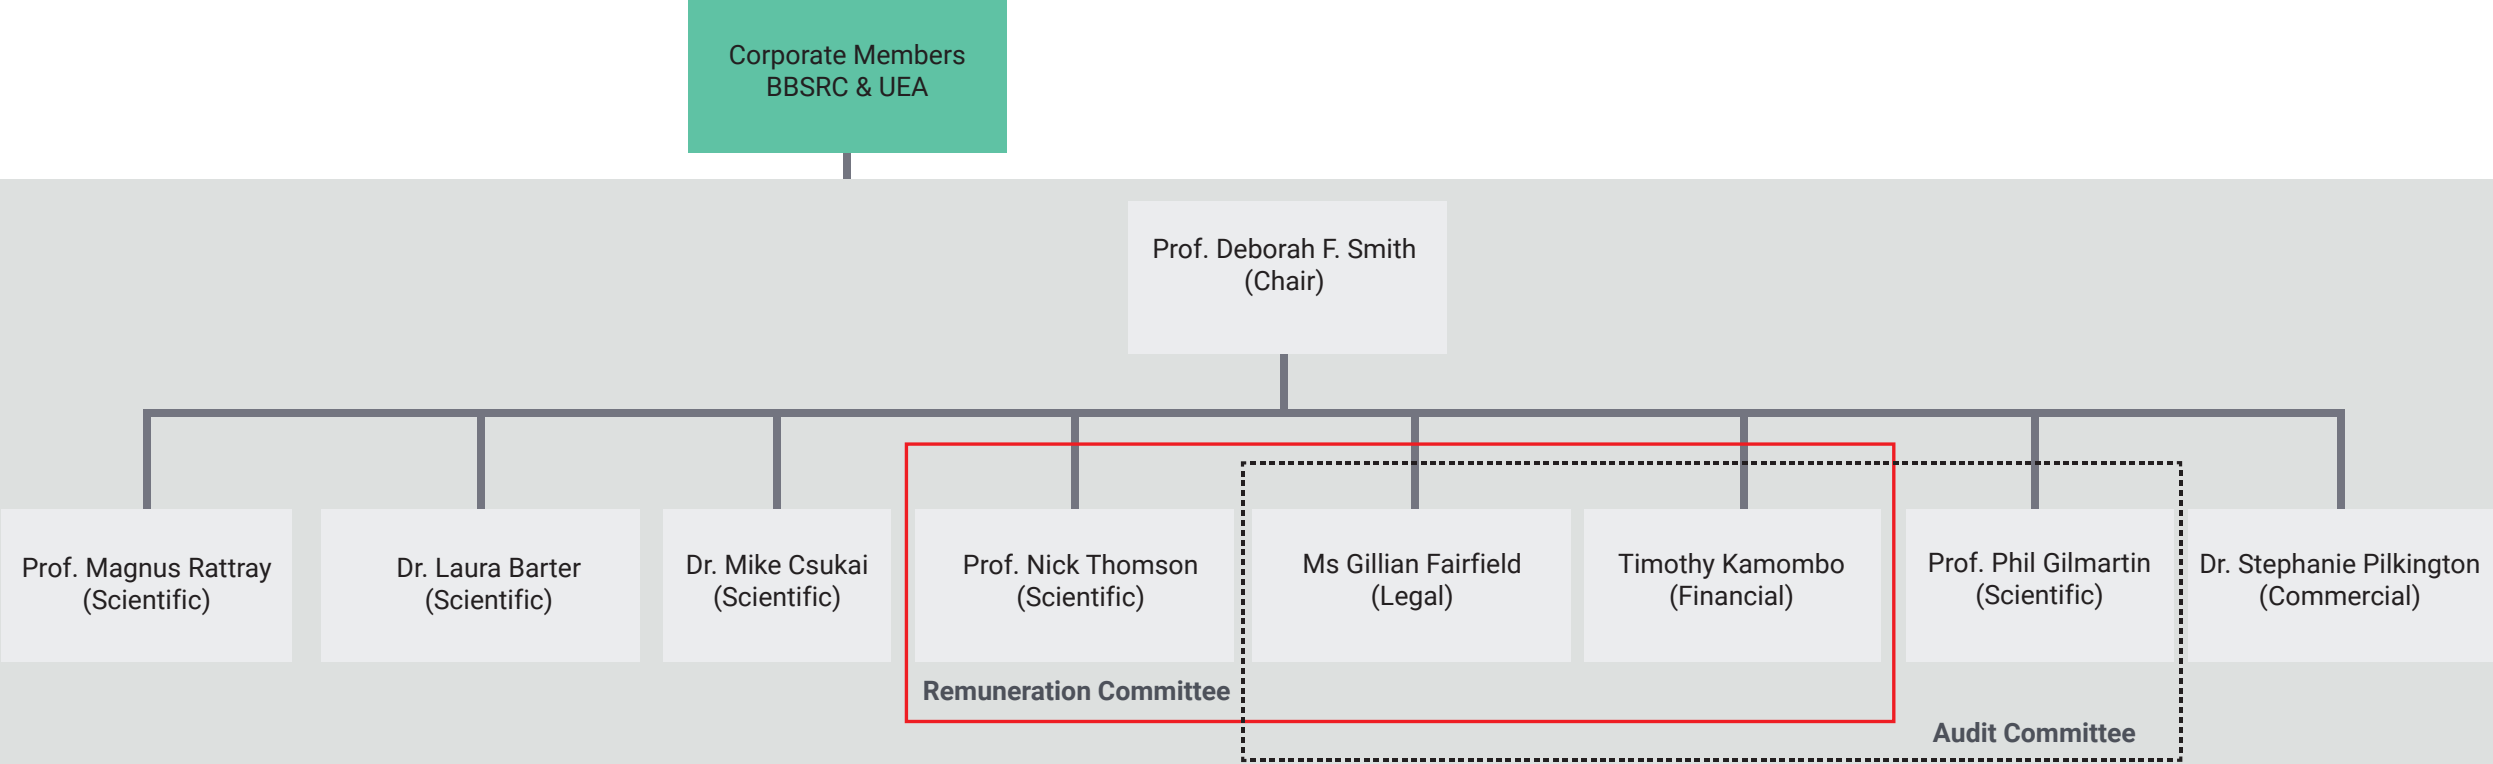 Corporate Members
BBSRC & UEA
Prof. Deborah F. Smith
(Chair)
Prof. Magnus Rattray
(Scientific)
Dr. Laura Barter
(Scientific)
Dr. Mike Csukai
(Scientific)
Prof. Nick Thomson
(Scientific)
Ms Gillian Fairfield
(Legal)
Timothy Kamombo
(Financial)
Prof. Phil Gilmartin
(Scientific)
Dr. Stephanie Pilkington
(Commercial)
Remuneration Committee
Audit Committee